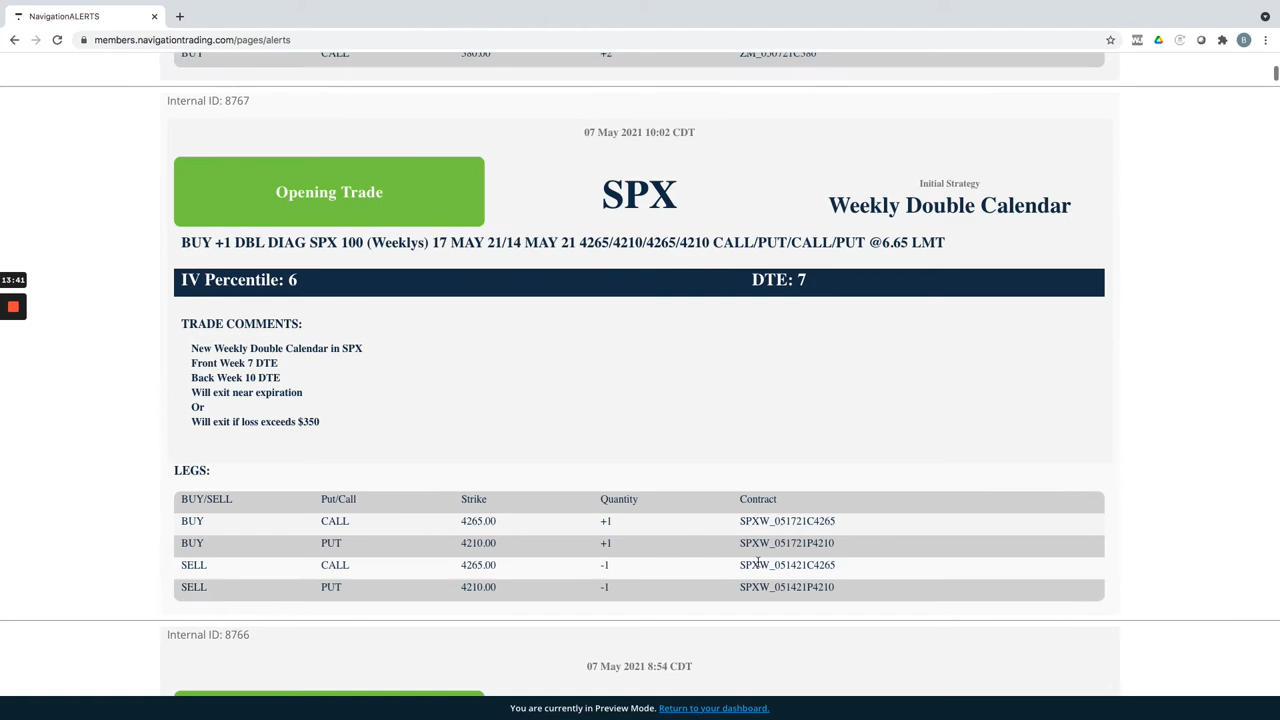 NavigationALERTS
members.navigationtrading.com/pages/alerts
B
BUY CALL 380.00 +2 ZM_050721C380
Internal ID: 8767
07 May 2021 10:02 CDT
Opening Trade
SPX
Initial Strategy
Weekly Double Calendar
BUY +1 DBL DIAG SPX 100 (Weeklys) 17 MAY 21/14 MAY 21 4265/4210/4265/4210 CALL/PUT/CALL/PUT @6.65 LMT
13:41
IV Percentile: 6 DTE: 7
TRADE COMMENTS:
New Weekly Double Calendar in SPX
Front Week 7 DTE
Back Week 10 DTE
Will exit near expiration
Or
Will exit if loss exceeds $350
LEGS:
BUY/SELL Put/Call Strike Quantity Contract
BUY CALL 4265.00 +1 SPXW_051721C4265
BUY PUT 4210.00 +1 SPXW_051721P4210
SELL CALL 4265.00 -1 SPXW_051421C4265
SELL PUT 4210.00 -1 SPXW_051421P4210
Internal ID: 8766
07 May 2021 8:54 CDT
You are currently in Preview Mode. Return to your dashboard.